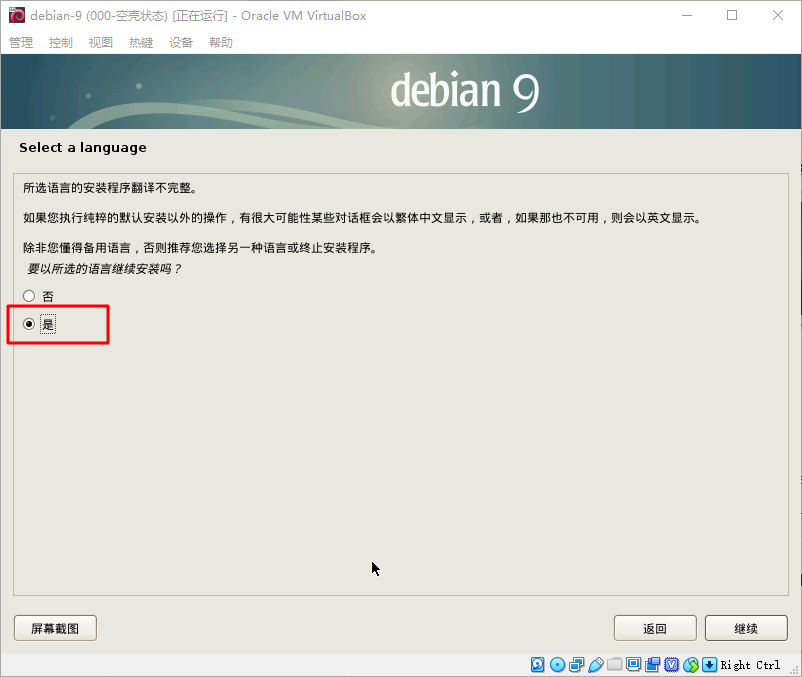 debian-9 (000-空壳状态) [正在运行] - Oracle VM VirtualBox
管理 控制 视图 热键 设备 帮助
debian 9
Select a language
所选语言的安装程序翻译不完整。
如果您执行纯粹的默认安装以外的操作，有很大可能性某些对话框会以繁体中文显示，或者，如果那也不可用，则会以英文显示。
除非您懂得备用语言，否则推荐您选择另一种语言或终止安装程序。
要以所选的语言继续安装吗？
否
是
屏幕截图 返回 继续
Right Ctrl